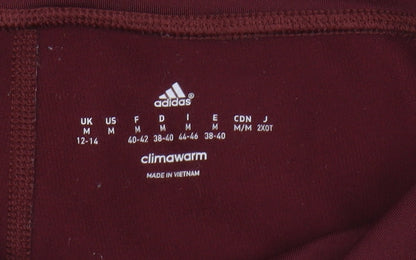 adidas®
UK US F D I E CDN J
M M M M M M M/M 2XOT
12-14 40-42 38-40 44-46 38-40
climawarm
MADE IN VIETNAM